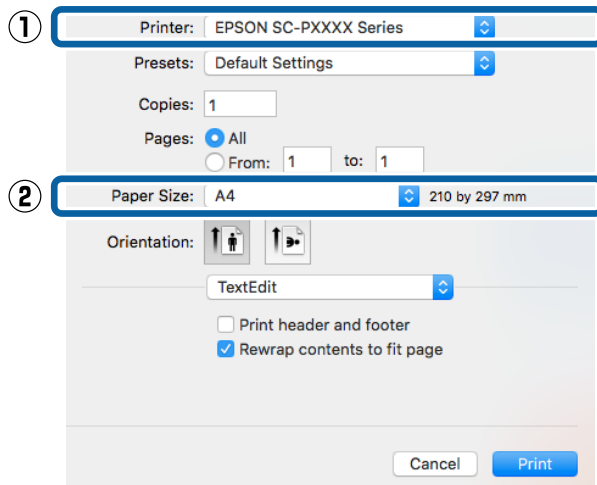 ① Printer: EPSON SC-PXXXX Series
Presets: Default Settings
Copies: 1
Pages: All
From: 1 to: 1
② Paper Size: A4 210 by 297 mm
Orientation:
TextEdit
Print header and footer
Rewrap contents to fit page
Cancel Print